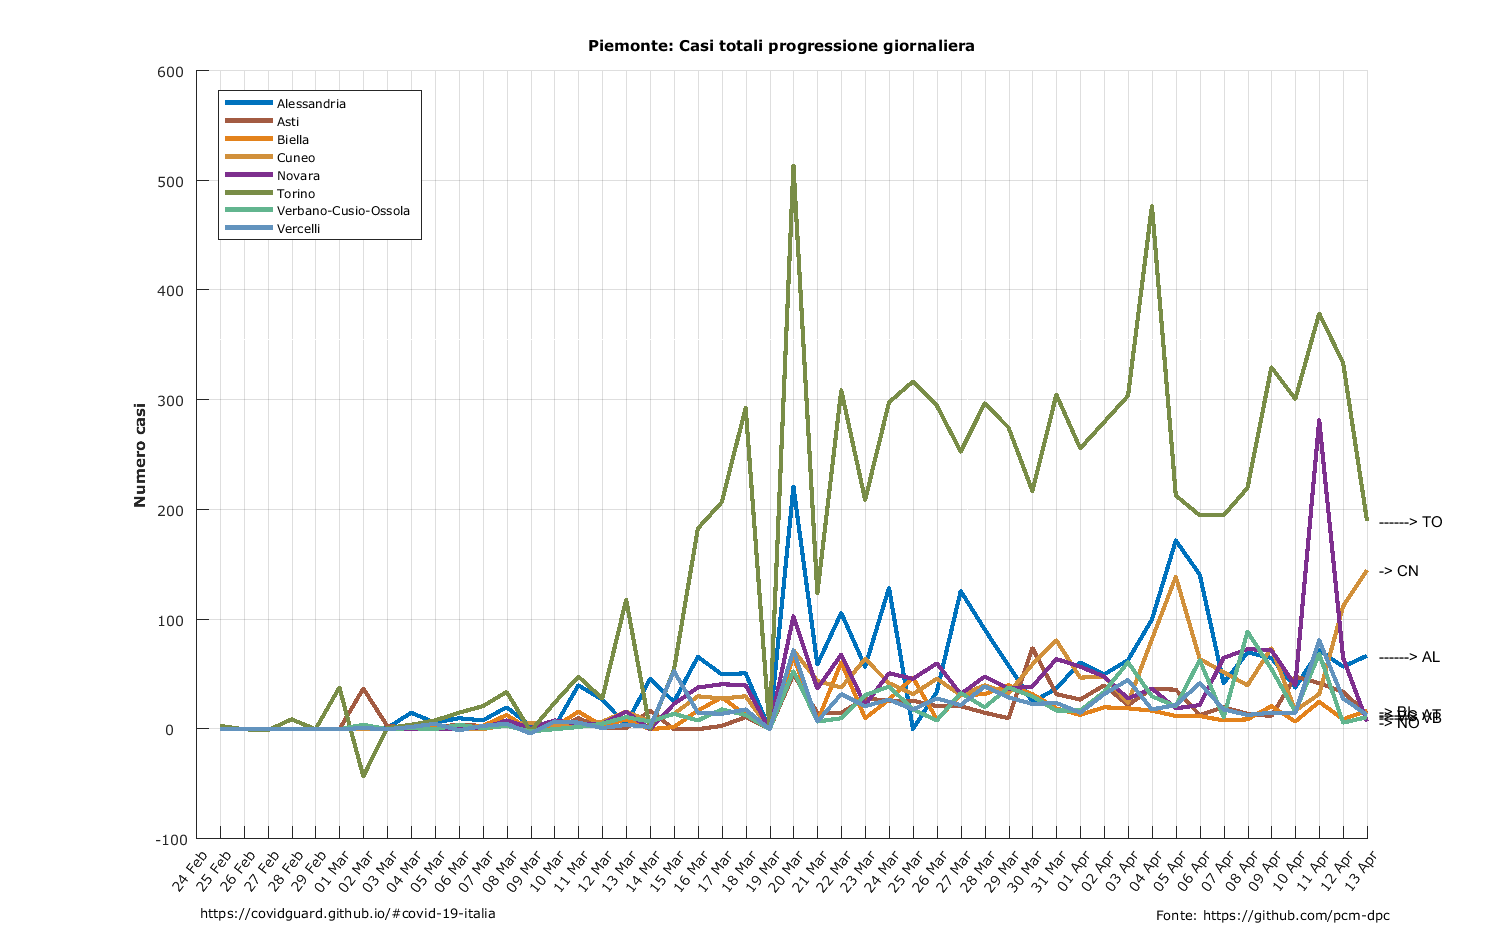 Piemonte: Casi totali progressione giornaliera
600
500
400
300
200
100
0
-100
Numero casi
Alessandria
Asti
Biella
Cuneo
Novara
Torino
Verbano-Cusio-Ossola
Vercelli
------> TO
-> CN
------> AL
NO
24 Feb
25 Feb
26 Feb
27 Feb
28 Feb
29 Feb
01 Mar
02 Mar
03 Mar
04 Mar
05 Mar
06 Mar
07 Mar
08 Mar
09 Mar
10 Mar
11 Mar
12 Mar
13 Mar
14 Mar
15 Mar
16 Mar
17 Mar
18 Mar
19 Mar
20 Mar
21 Mar
22 Mar
23 Mar
24 Mar
25 Mar
26 Mar
27 Mar
28 Mar
29 Mar
30 Mar
31 Mar
01 Apr
02 Apr
03 Apr
04 Apr
05 Apr
06 Apr
07 Apr
08 Apr
09 Apr
10 Apr
11 Apr
12 Apr
13 Apr
https://covidguard.github.io/#covid-19-italia
Fonte: https://github.com/pcm-dpc